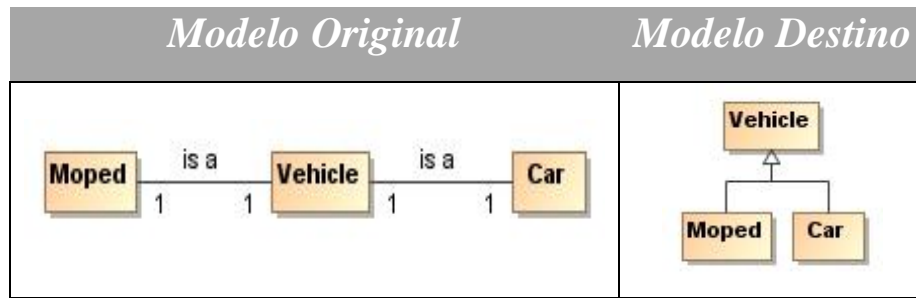 Modelo Original Modelo Destino
Vehicle
Moped is a Vehicle is a Car
1 1 1 1
Moped Car